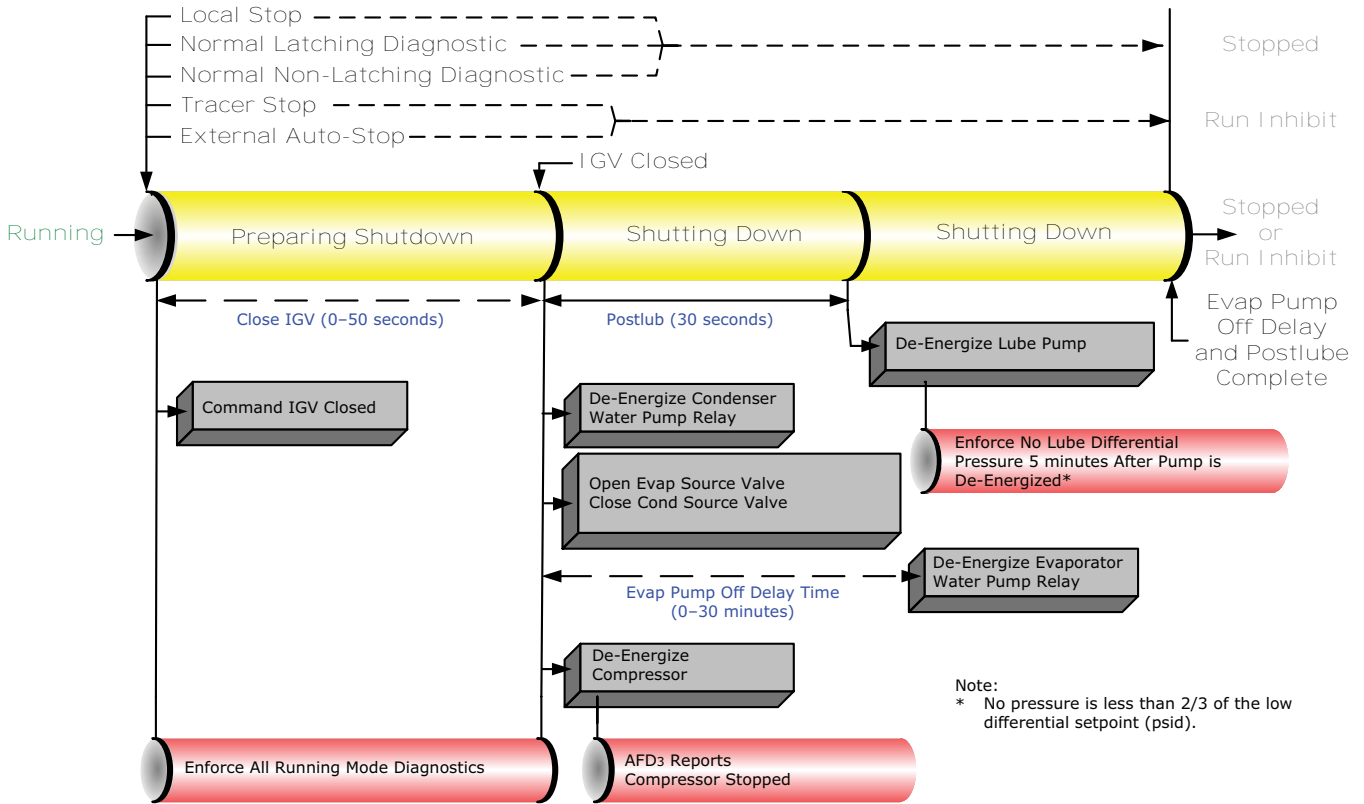 Local Stop
Normal Latching Diagnostic
Normal Non-Latching Diagnostic
Tracer Stop
External Auto-Stop
Stopped
Run Inhibit
IGV Closed
Running
Preparing Shutdown
Shutting Down
Shutting Down
Stopped
or
Run Inhibit
Close IGV (0–50 seconds)
Postlub (30 seconds)
Evap Pump
Off Delay
and Postlube
Complete
De-Energize Lube Pump
Command IGV Closed
De-Energize Condenser
Water Pump Relay
Enforce No Lube Differential
Pressure 5 minutes After Pump is
De-Energized*
Open Evap Source Valve
Close Cond Source Valve
De-Energize Evaporator
Water Pump Relay
Evap Pump Off Delay Time
(0–30 minutes)
De-Energize
Compressor
Note:
* No pressure is less than 2/3 of the low
differential setpoint (psid).
Enforce All Running Mode Diagnostics
AFD3 Reports
Compressor Stopped